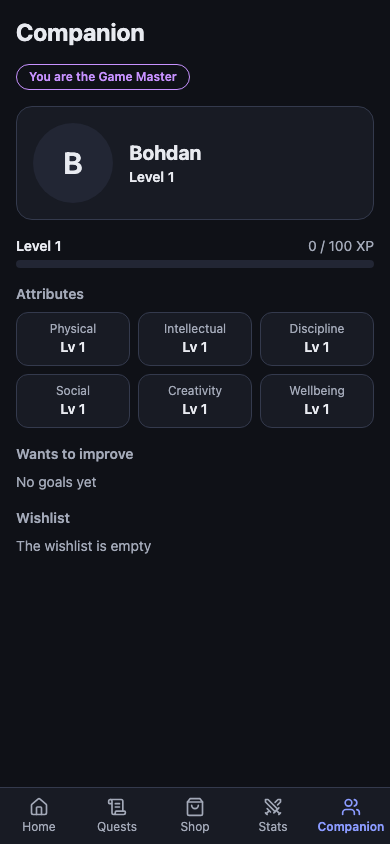 Companion
You are the Game Master
B
Bohdan
Level 1
Level 1
0 / 100 XP
Attributes
Physical
Lv 1
Intellectual
Lv 1
Discipline
Lv 1
Social
Lv 1
Creativity
Lv 1
Wellbeing
Lv 1
Wants to improve
No goals yet
Wishlist
The wishlist is empty
Home
Quests
Shop
Stats
Companion